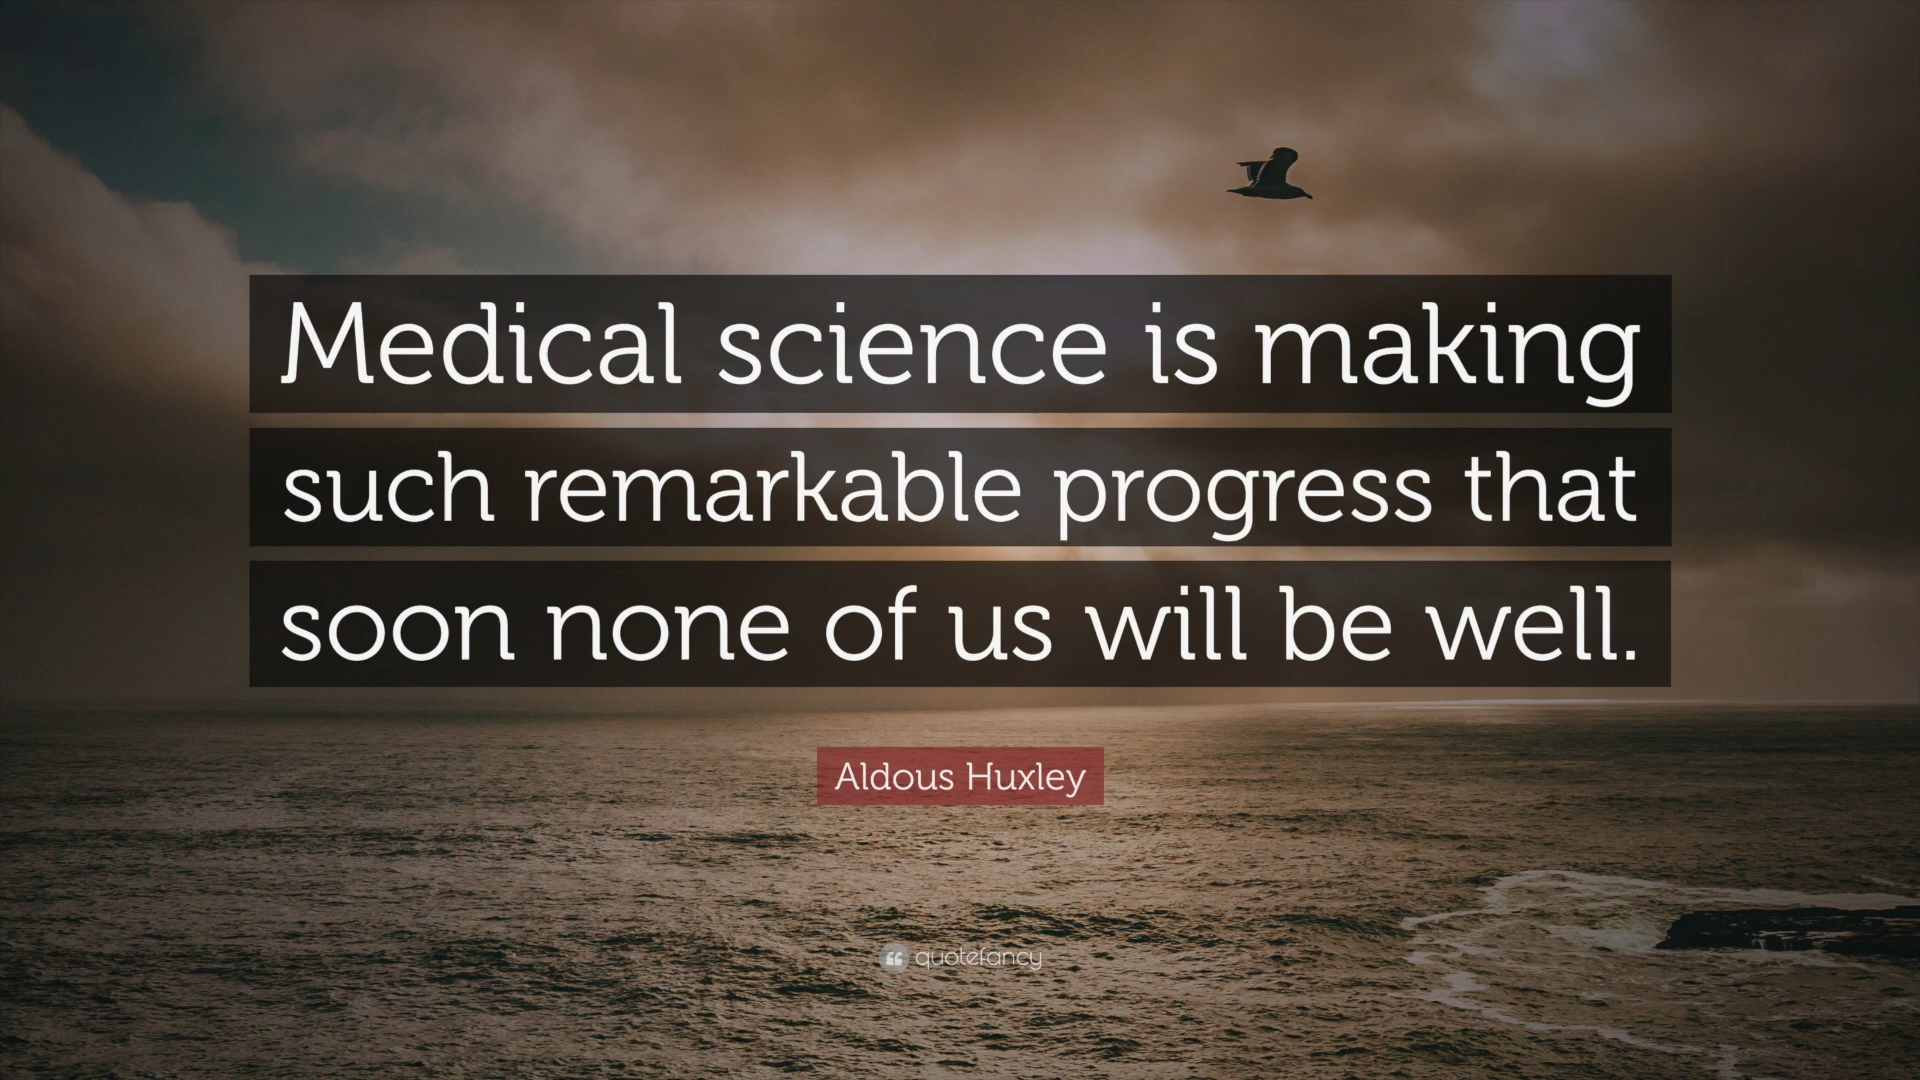 Medical science is making
such remarkable progress that
soon none of us will be well.
Aldous Huxley
quotefancy